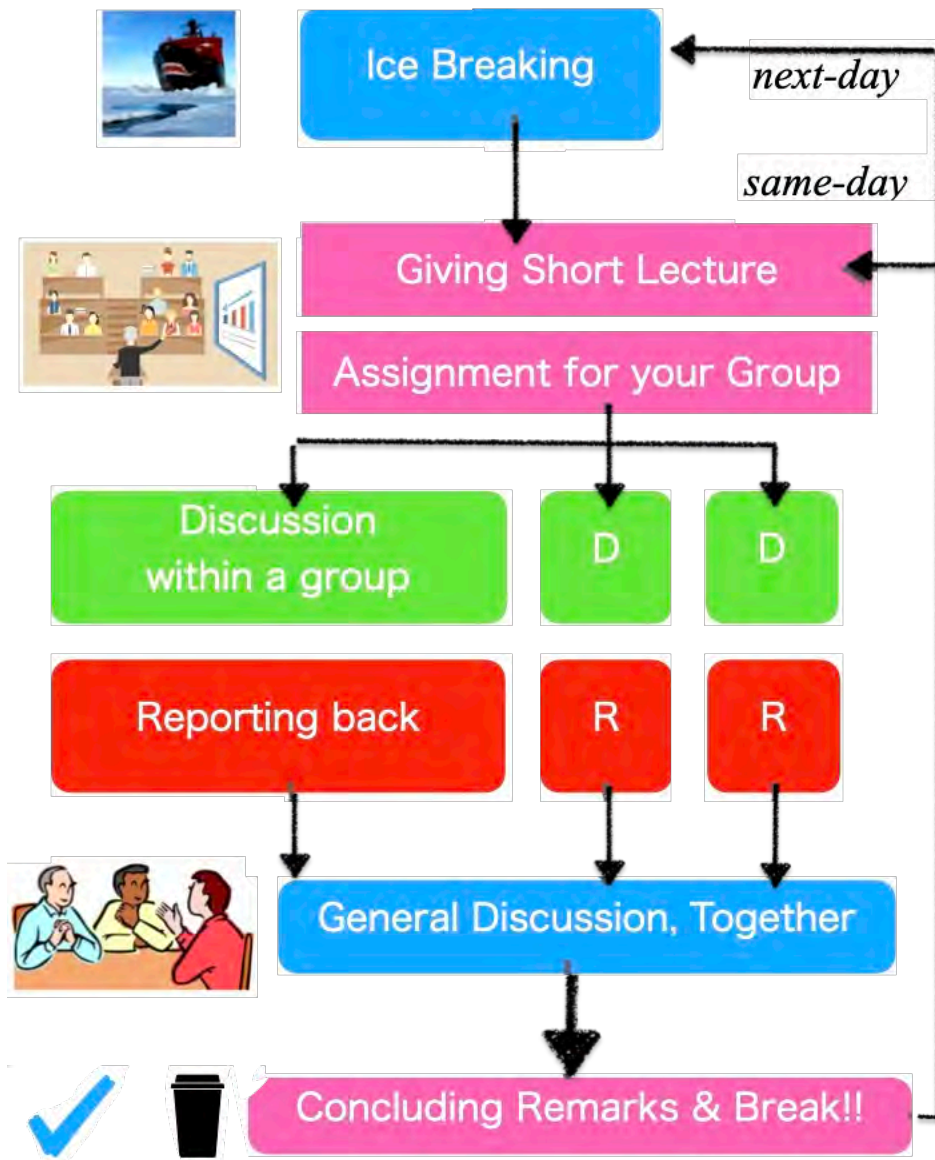 Ice Breaking
next-day
same-day
Giving Short Lecture
Assignment for your Group
Discussion
within a group
D
D
Reporting back
R
R
General Discussion, Together
Concluding Remarks & Break!!